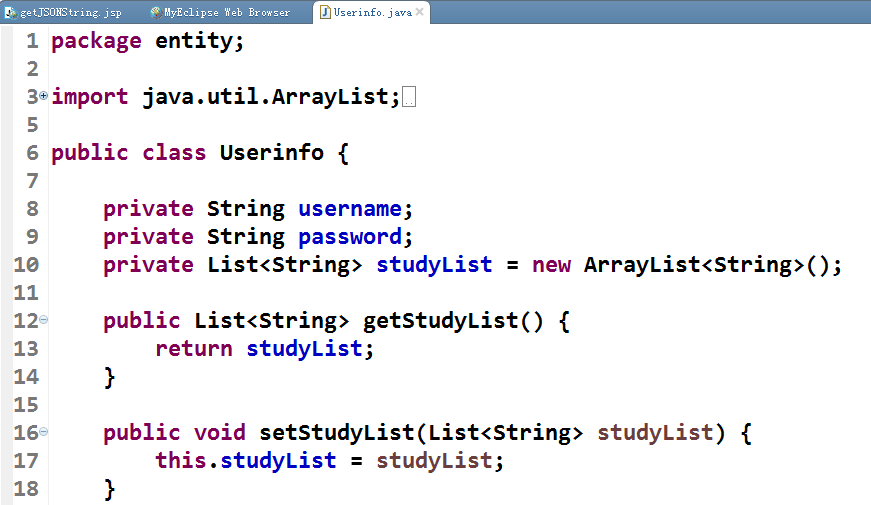 getJSONString.jsp MyEclipse Web Browser Userinfo.java
1 package entity;
2
3 import java.util.ArrayList;
5
6 public class Userinfo {
7
8 private String username;
9 private String password;
10 private List<String> studyList = new ArrayList<String>();
11
12 public List<String> getStudyList() {
13 return studyList;
14 }
15
16 public void setStudyList(List<String> studyList) {
17 this.studyList = studyList;
18 }